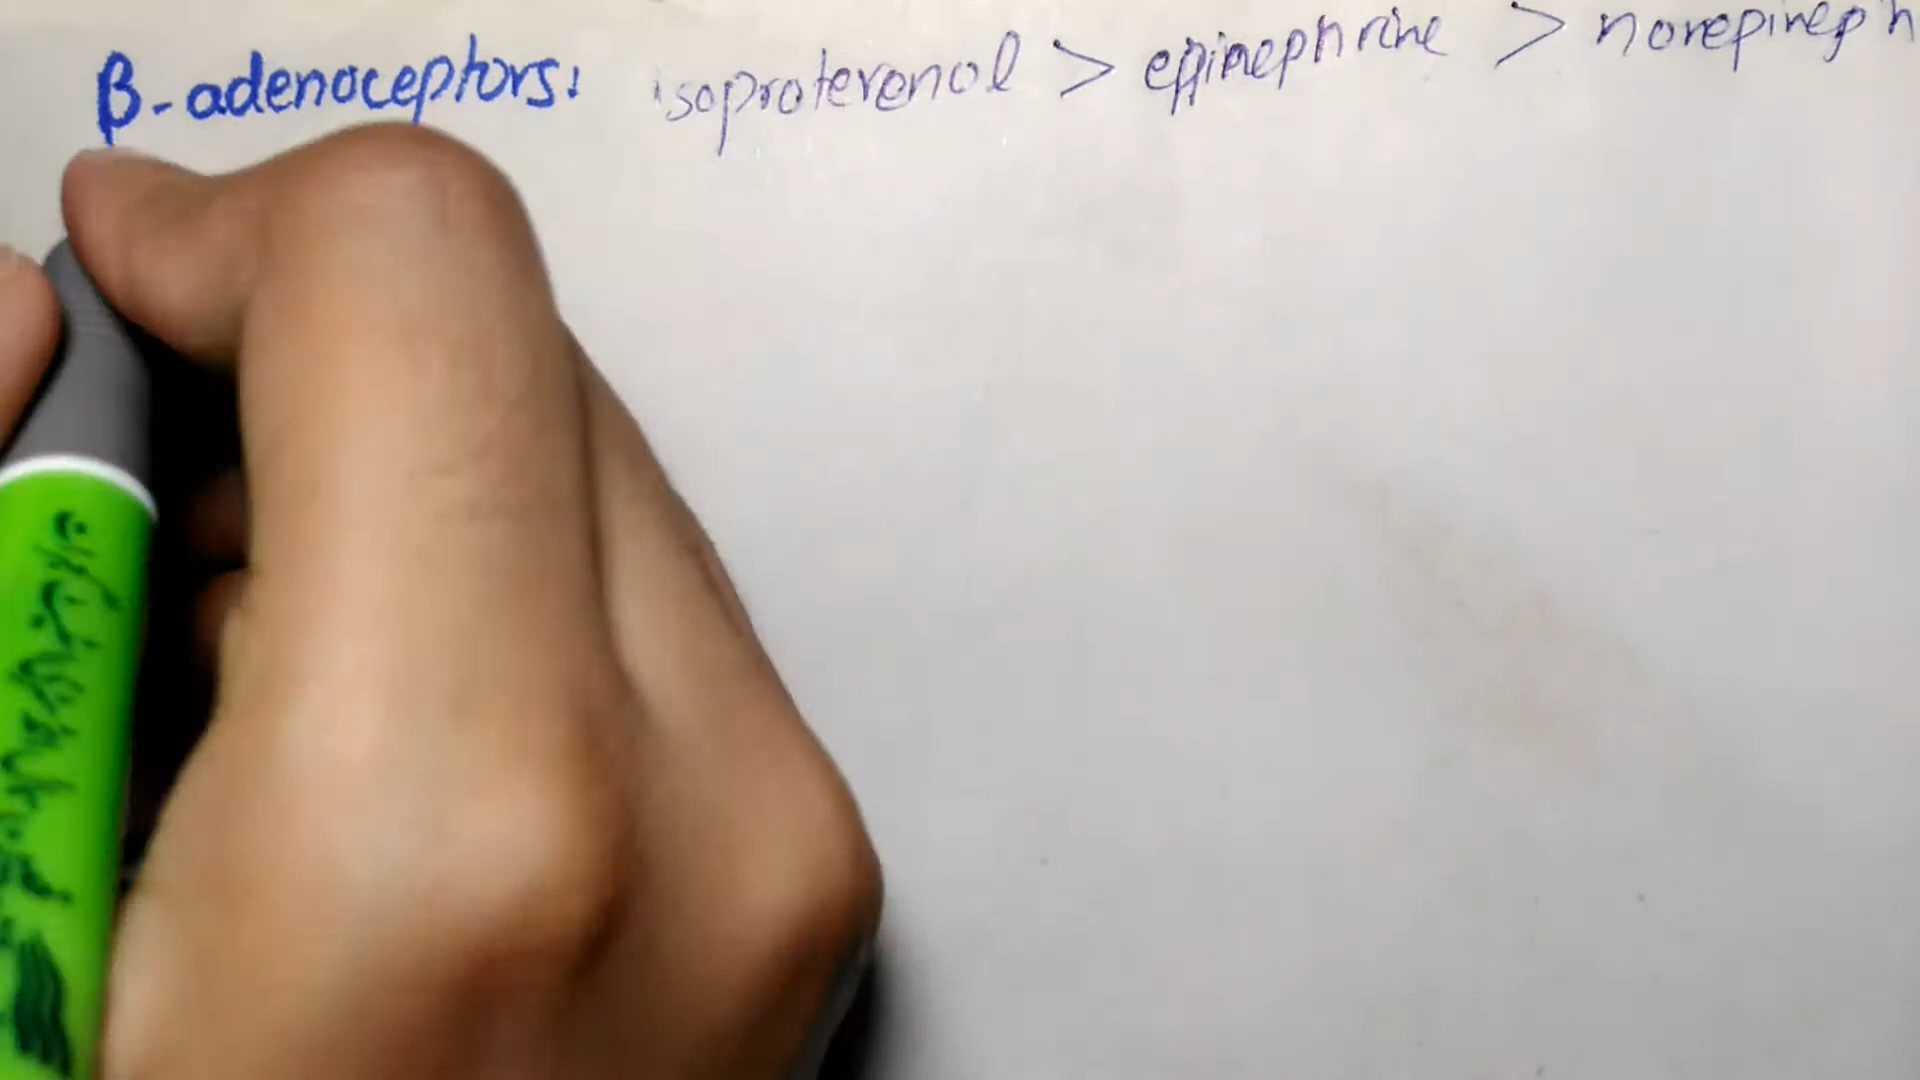 β-adenoceptors: isoproterenol > epinephrine > norepineph